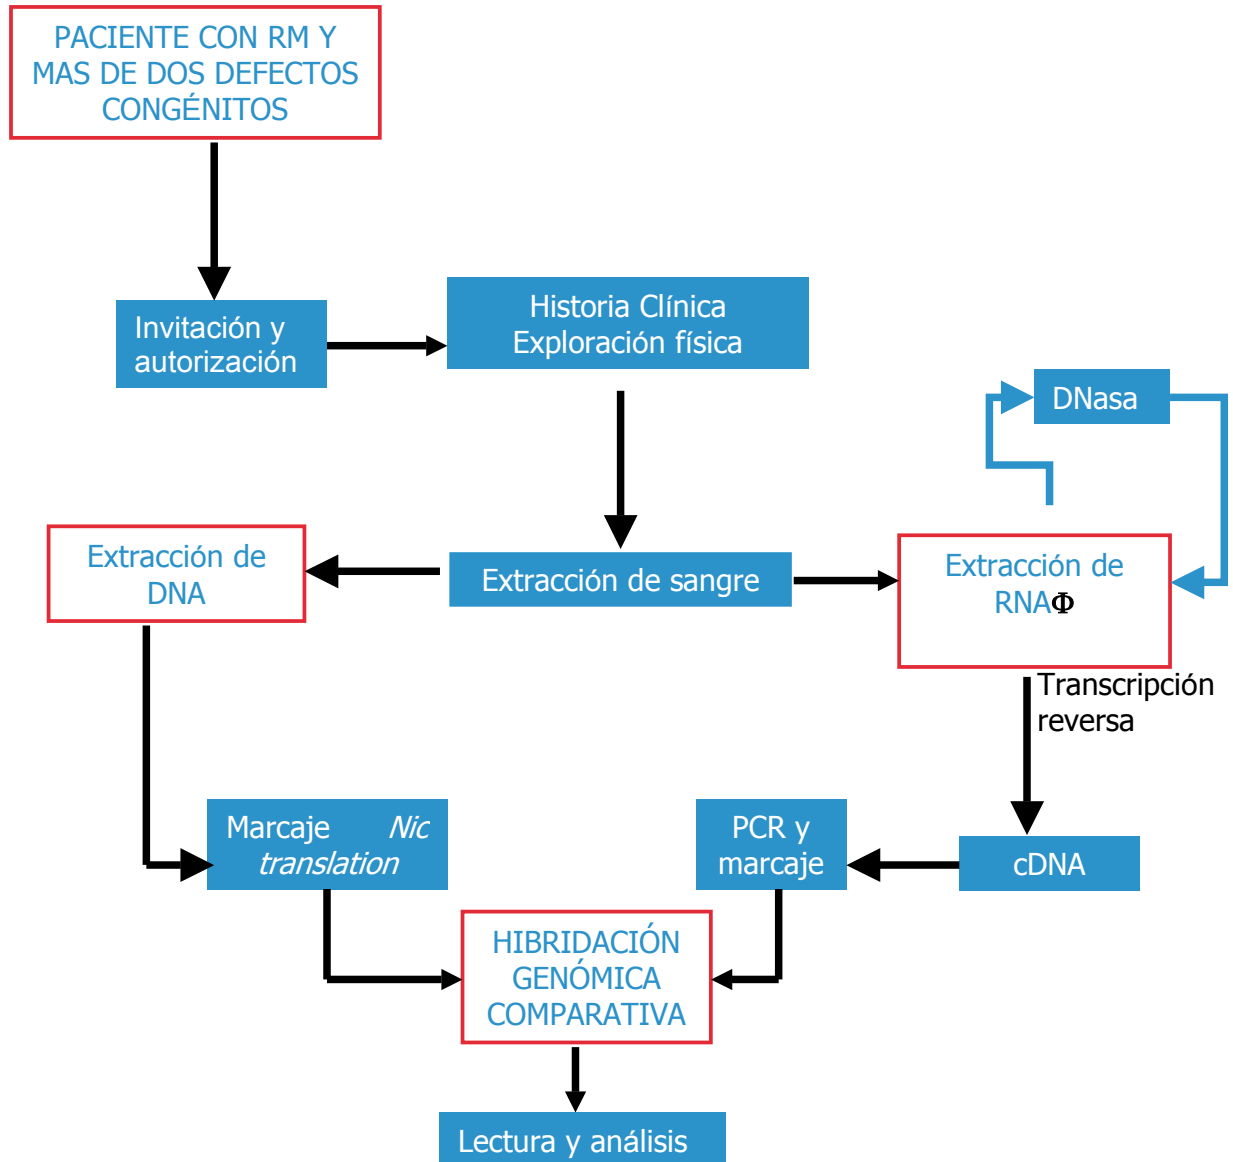 PACIENTE CON RM Y
MAS DE DOS DEFECTOS
CONGÉNITOS
Invitación y
autorización
Historia Clínica
Exploración física
DNasa
Extracción de
DNA
Extracción de sangre
Extracción de
RNAΦ
Transcripción
reversa
Marcaje Nic
translation
PCR y
marcaje
cDNA
HIBRIDACIÓN
GENÓMICA
COMPARATIVA
Lectura y análisis